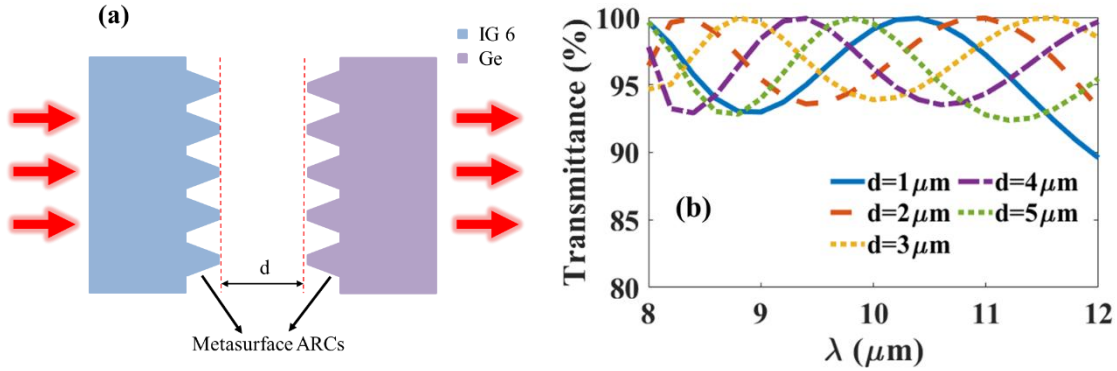 (a)
IG 6
Ge
d
Metasurface ARCs
Transmittance (%)
100
95
90
85
80
(b)
d=1μm
d=2μm
d=3μm
d=4μm
d=5μm
8
9
10
11
12
λ (μm)